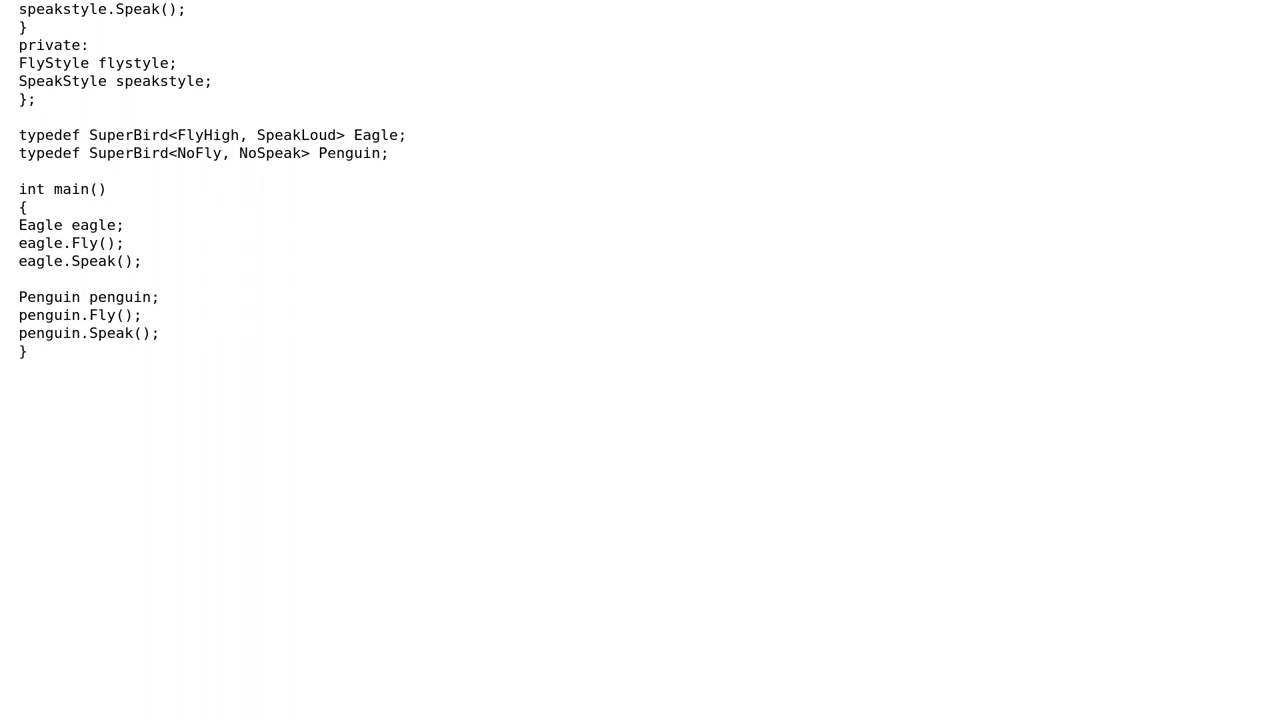 speakstyle.Speak();
}
private:
FlyStyle flystyle;
SpeakStyle speakstyle;
};

typedef SuperBird<FlyHigh, SpeakLoud> Eagle;
typedef SuperBird<NoFly, NoSpeak> Penguin;

int main()
{
Eagle eagle;
eagle.Fly();
eagle.Speak();

Penguin penguin;
penguin.Fly();
penguin.Speak();
}